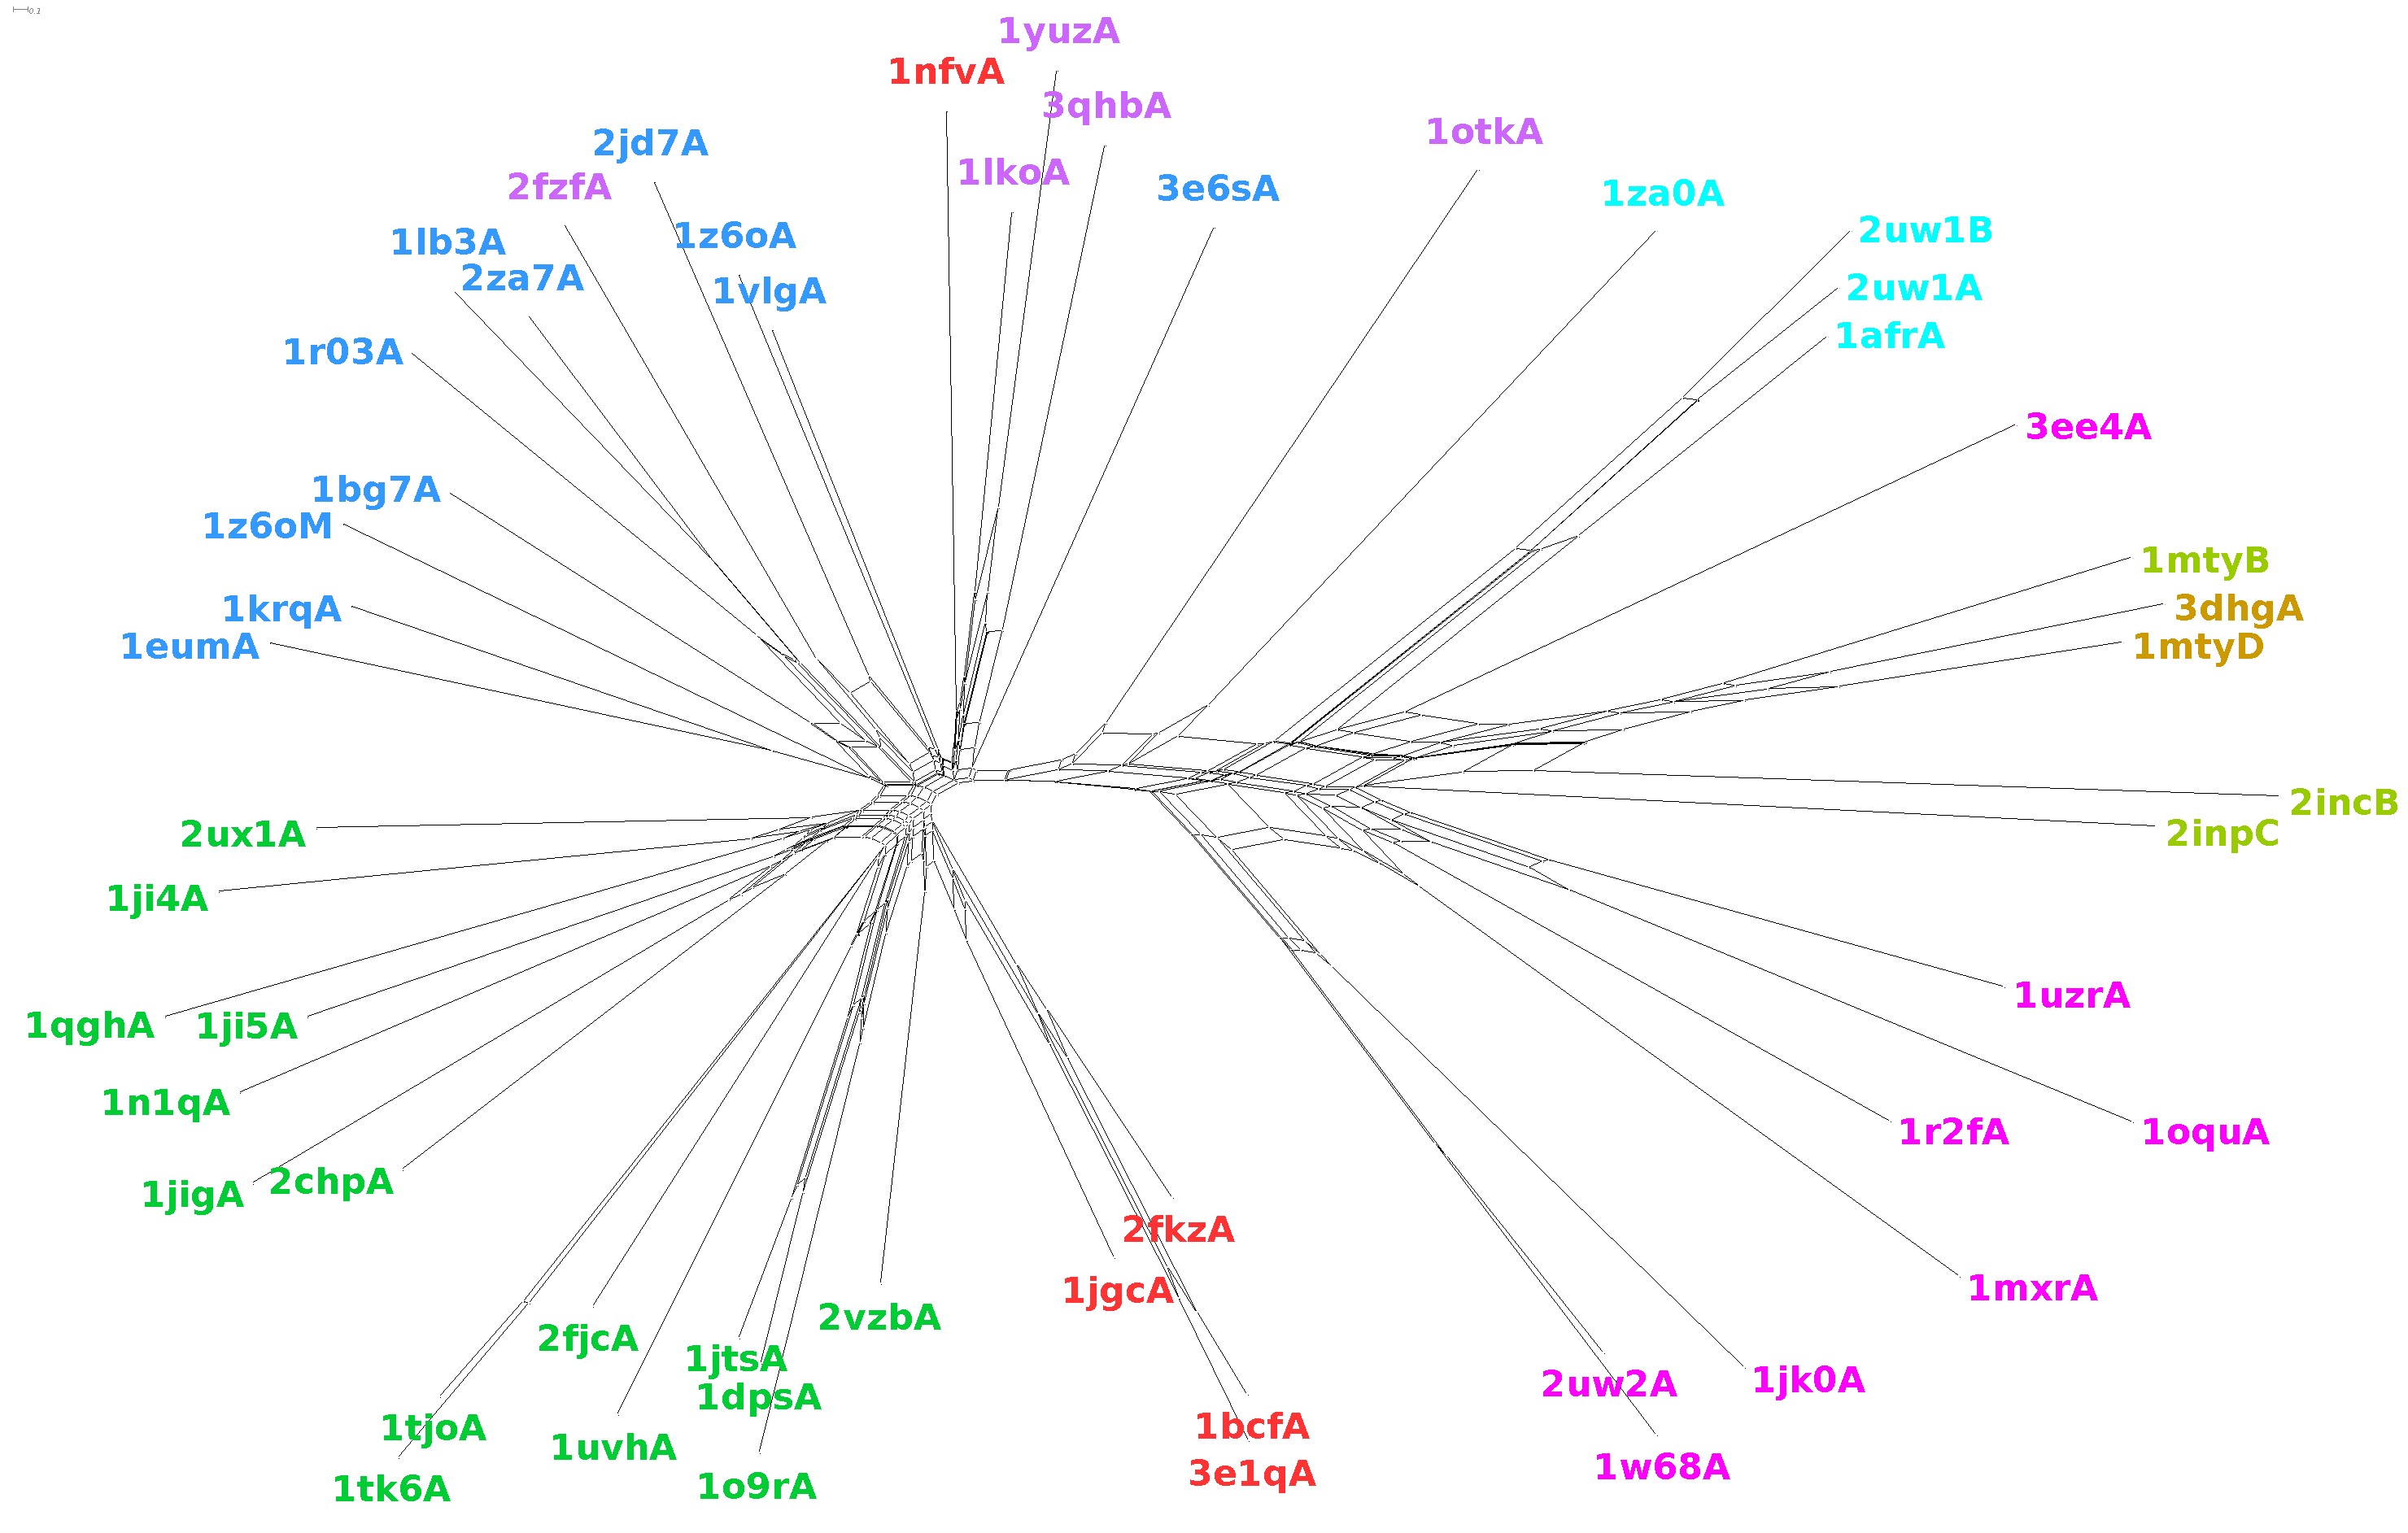 0.1
1yuzA
1nfvA
3qhbA
1otkA
2jd7A
1lkoA
2fzfA
3e6sA
1za0A
2uw1B
1z6oA
1lb3A
2za7A
1vlgA
2uw1A
1afrA
1r03A
3ee4A
1bg7A
1z6oM
1mtyB
1krqA
3dhgA
1eumA
1mtyD
2incB
2ux1A
2inpC
1ji4A
1uzrA
1qghA
1ji5A
1n1qA
1r2fA
1oquA
2chpA
1jigA
2fkzA
1jgcA
1mxrA
2vzbA
2fjcA
1jtsA
2uw2A
1jk0A
1dpsA
1tjoA
1bcfA
1uvhA
1w68A
3e1qA
1o9rA
1tk6A